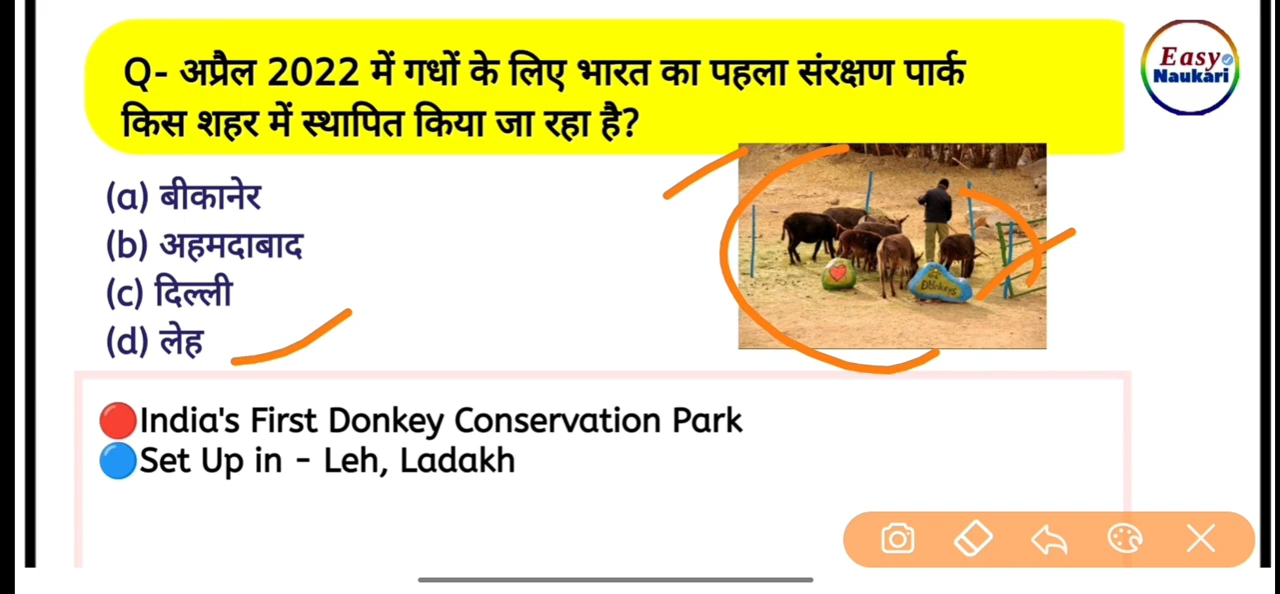 Q- अप्रैल 2022 में गधों के लिए भारत का पहला संरक्षण पार्क
किस शहर में स्थापित किया जा रहा है?
Easy
Naukari
(a) बीकानेर
(b) अहमदाबाद
(c) दिल्ली
(d) लेह
Donkeys
India's First Donkey Conservation Park
Set Up in - Leh, Ladakh